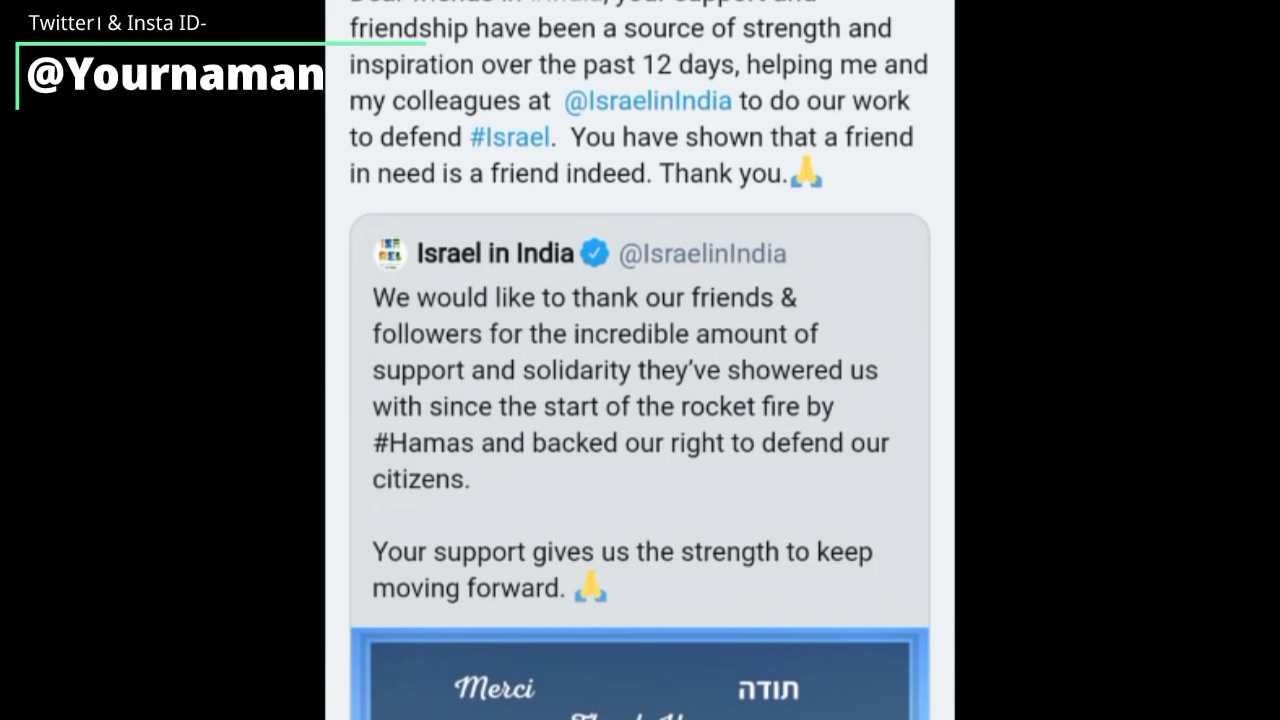 Twitter। & Insta ID-
@Yournaman
friendship have been a source of strength and
inspiration over the past 12 days, helping me and
my colleagues at @IsraelinIndia to do our work
to defend #Israel. You have shown that a friend
in need is a friend indeed. Thank you.🙏
Israel in India @IsraelinIndia
We would like to thank our friends &
followers for the incredible amount of
support and solidarity they’ve showered us
with since the start of the rocket fire by
#Hamas and backed our right to defend our
citizens.
Your support gives us the strength to keep
moving forward. 🙏
Merci תודה